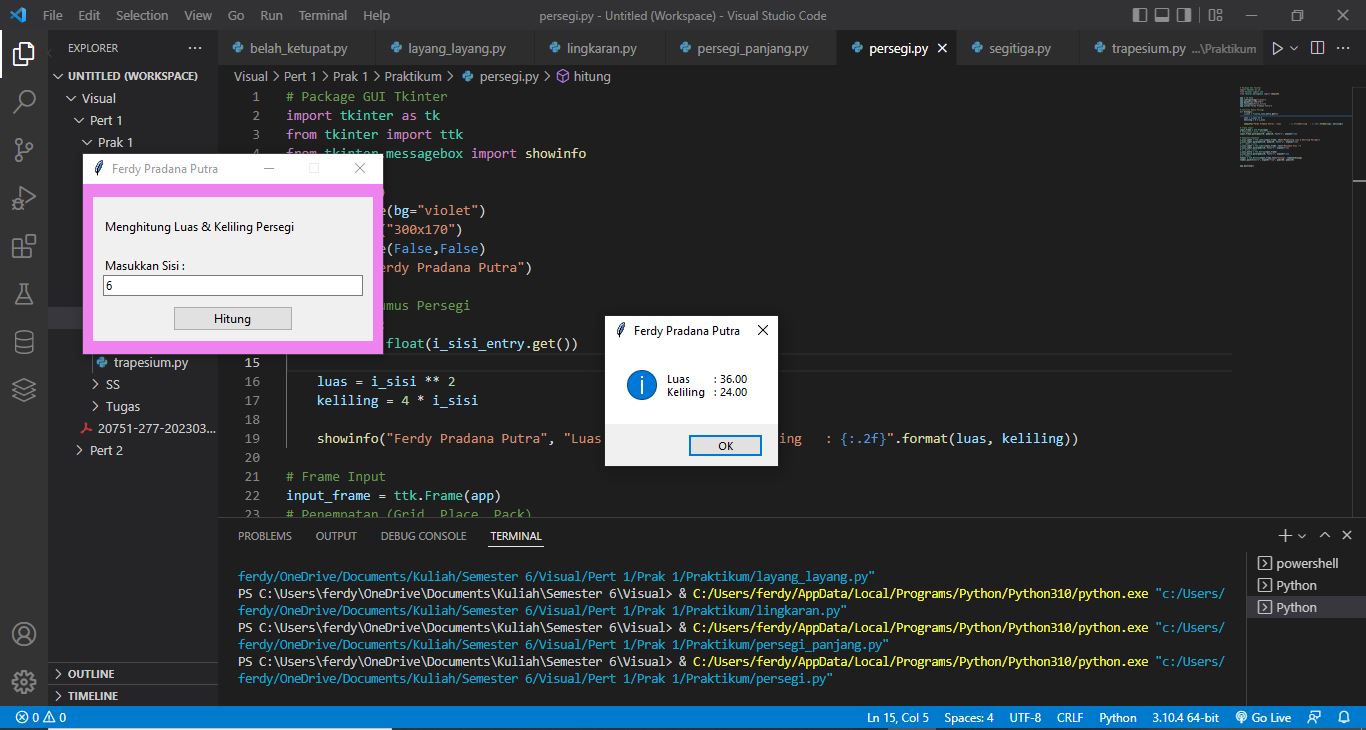 File Edit Selection View Go Run Terminal Help
persegi.py - Untitled (Workspace) - Visual Studio Code
EXPLORER
UNTITLED (WORKSPACE)
Visual
Pert 1
Prak 1
trapesium.py
SS
Tugas
20751-277-202303...
Pert 2
OUTLINE
TIMELINE
belah_ketupat.py layang_layang.py lingkaran.py persegi_panjang.py persegi.py segitiga.py trapesium.py ...\Praktikum
Visual > Pert 1 > Prak 1 > Praktikum > persegi.py > hitung
1 # Package GUI Tkinter
2 import tkinter as tk
3 from tkinter import ttk
4 from tkinter.messagebox import showinfo
)
e(bg="violet")
("300x170")
e(False,False)
erdy Pradana Putra")
mus Persegi
float(i_sisi_entry.get())
15
16 luas = i_sisi ** 2
17 keliling = 4 * i_sisi
18
19 showinfo("Ferdy Pradana Putra", "Luas ing : {:.2f}".format(luas, keliling))
20
21 # Frame Input
22 input_frame = ttk.Frame(app)
23 # Penempatan (Grid, Place, Pack)
Ferdy Pradana Putra
Menghitung Luas & Keliling Persegi
Masukkan Sisi :
6
Hitung
Ferdy Pradana Putra
Luas : 36.00
Keliling : 24.00
OK
PROBLEMS OUTPUT DEBUG CONSOLE TERMINAL
ferdy/OneDrive/Documents/Kuliah/Semester 6/Visual/Pert 1/Prak 1/Praktikum/layang_layang.py"
PS C:\Users\ferdy\OneDrive\Documents\Kuliah\Semester 6\Visual> & C:/Users/ferdy/AppData/Local/Programs/Python/Python310/python.exe "c:/Users/
ferdy/OneDrive/Documents/Kuliah/Semester 6/Visual/Pert 1/Prak 1/Praktikum/lingkaran.py"
PS C:\Users\ferdy\OneDrive\Documents\Kuliah\Semester 6\Visual> & C:/Users/ferdy/AppData/Local/Programs/Python/Python310/python.exe "c:/Users/
ferdy/OneDrive/Documents/Kuliah/Semester 6/Visual/Pert 1/Prak 1/Praktikum/persegi_panjang.py"
PS C:\Users\ferdy\OneDrive\Documents\Kuliah\Semester 6\Visual> & C:/Users/ferdy/AppData/Local/Programs/Python/Python310/python.exe "c:/Users/
ferdy/OneDrive/Documents/Kuliah/Semester 6/Visual/Pert 1/Prak 1/Praktikum/persegi.py"
powershell
Python
Python
0 0 Ln 15, Col 5 Spaces: 4 UTF-8 CRLF Python 3.10.4 64-bit Go Live